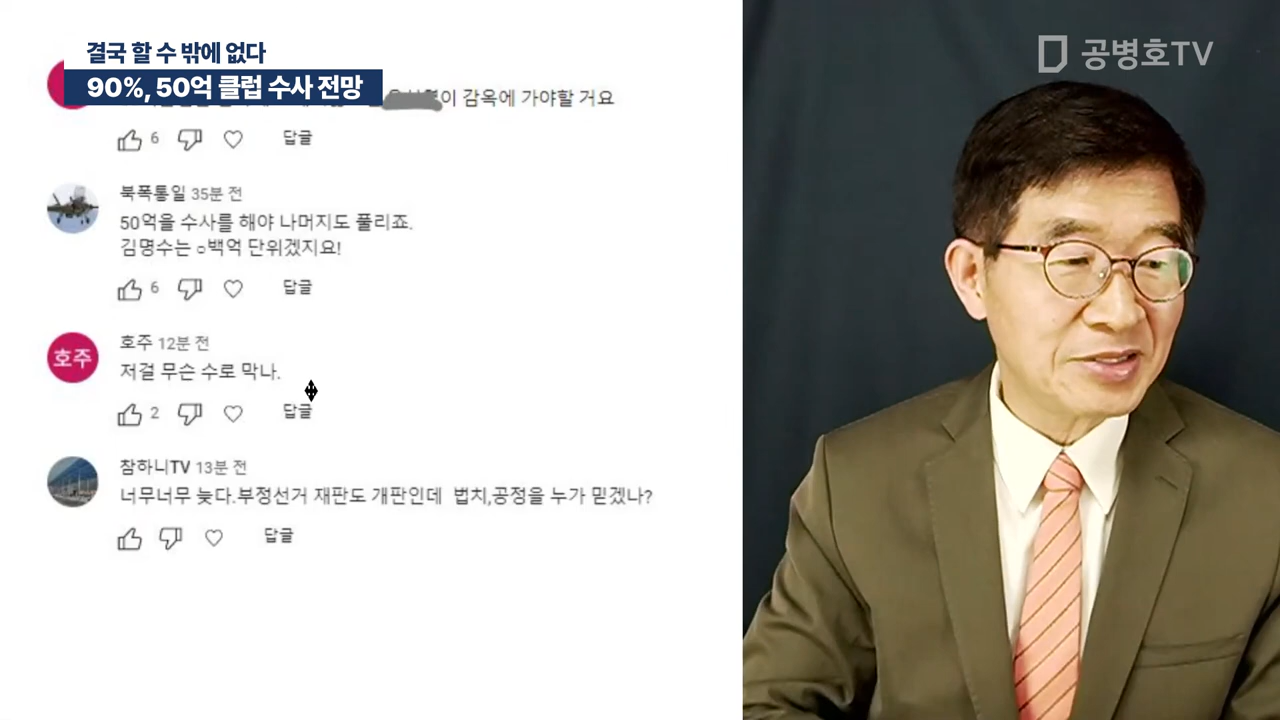 결국 할 수 밖에 없다
90%, 50억 클럽 수사 전망
공병호TV
이 감옥에 가야할 거요
6 답글
북폭통일 35분 전
50억을 수사를 해야 나머지도 풀리죠.
김명수는 ㅇ백억 단위겠지요!
6 답글
호주
호주 12분 전
저걸 무슨 수로 막나.
2 답글
참하니TV 13분 전
너무너무 늦다.부정선거 재판도 개판인데 법치,공정을 누가 믿겠나?
답글